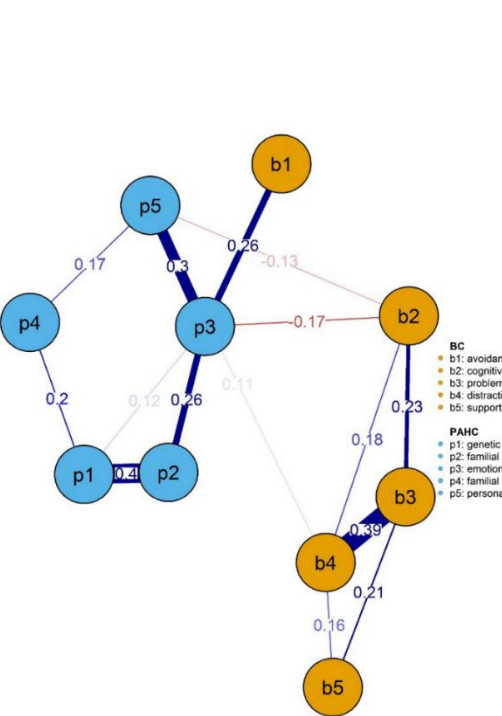 b1
p5
0.26
-0.13
0.17
0.3
b2
p4
p3
-0.17
BC
b1: avoidan
b2: cognitiv
b3: problem
b4: distracti
b5: support
0.2
0.12
0.26
0.11
0.23
0.18
PAHC
p1: genetic
p2: familial
p3: emotion
p4: familial
p5: persona
p1
0.4
p2
b3
0.39
b4
0.21
0.16
b5